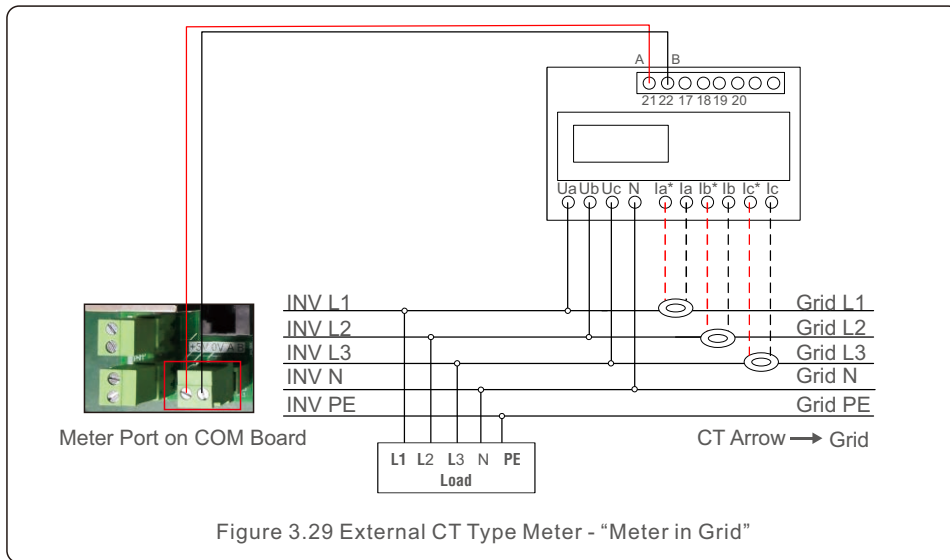 A B
21 22 17 18 19 20
Ua Ub Uc N Ia* Ia Ib* Ib Ic* Ic
INV L1 Grid L1
INV L2 Grid L2
+5V 0V A B
INV L3 Grid L3
INV N Grid N
INV PE Grid PE
Meter Port on COM Board
CT Arrow → Grid
L1 L2 L3 N PE
Load
Figure 3.29 External CT Type Meter - “Meter in Grid”